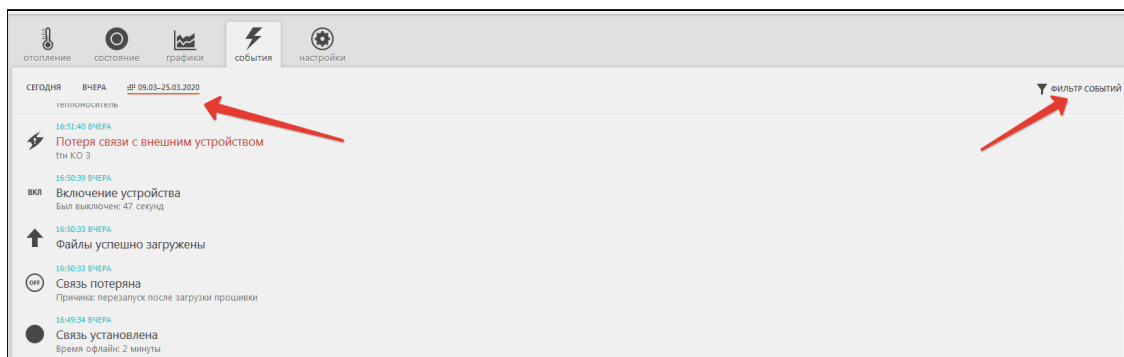 отопление состояние графики события настройки
СЕГОДНЯ ВЧЕРА 09.03–25.03.2020 ФИЛЬТР СОБЫТИЙ
теплоноситель
16:51:40 ВЧЕРА
Потеря связи с внешним устройством
tтн КО 3
16:50:39 ВЧЕРА
ВКЛ Включение устройства
Был выключен: 47 секунд
16:50:33 ВЧЕРА
Файлы успешно загружены
16:50:33 ВЧЕРА
OFF Связь потеряна
Причина: перезапуск после загрузки прошивки
16:49:34 ВЧЕРА
Связь установлена
Время офлайн: 2 минуты